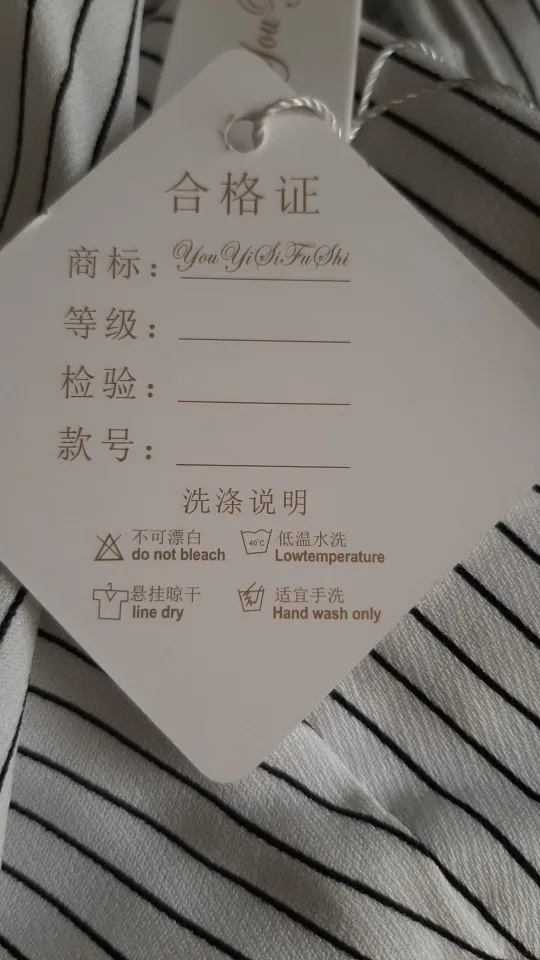 You
合格证
商标：YouYiSiFuShi
等级：
检验：
款号：
洗涤说明
不可漂白
do not bleach
40°C
低温水洗
Lowtemperature
悬挂晾干
line dry
适宜手洗
Hand wash only